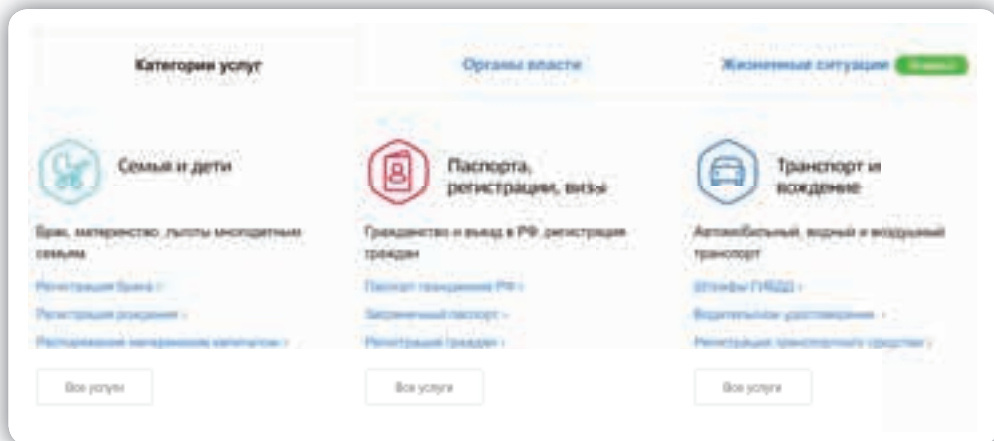 Категории услуг
Органы власти
Жизненные ситуации
Семья и дети
Паспорта,
регистрации, визы
Транспорт и
вождение
Брак, материнство, льготы многодетным
семьям
Гражданство и въезд в РФ, регистрация
граждан
Автомобильный, водный и воздушный
транспорт
Регистрация брака ›
Регистрация рождения ›
Распоряжение материнским капиталом ›
Паспорт гражданина РФ ›
Заграничный паспорт ›
Регистрация граждан ›
Штрафы ГИБДД ›
Водительское удостоверение ›
Регистрация транспортного средства ›
Все услуги
Все услуги
Все услуги